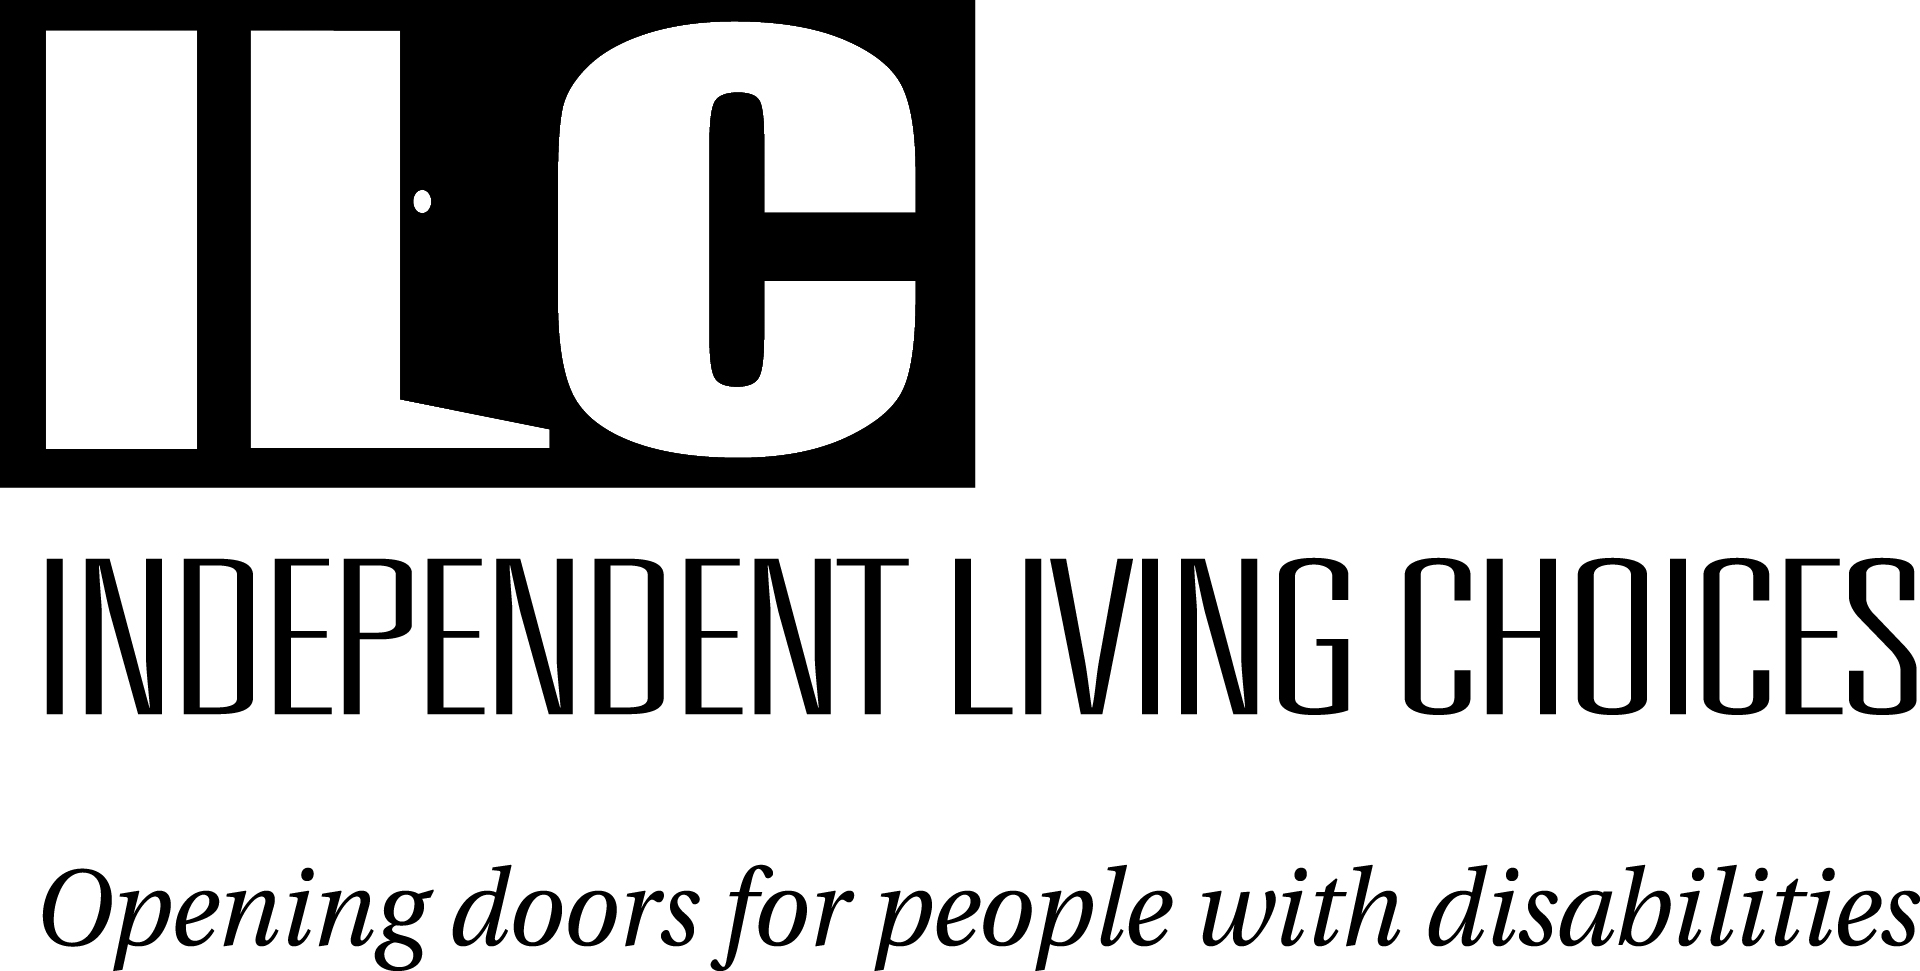 ILC
INDEPENDENT LIVING CHOICES
Opening doors for people with disabilities